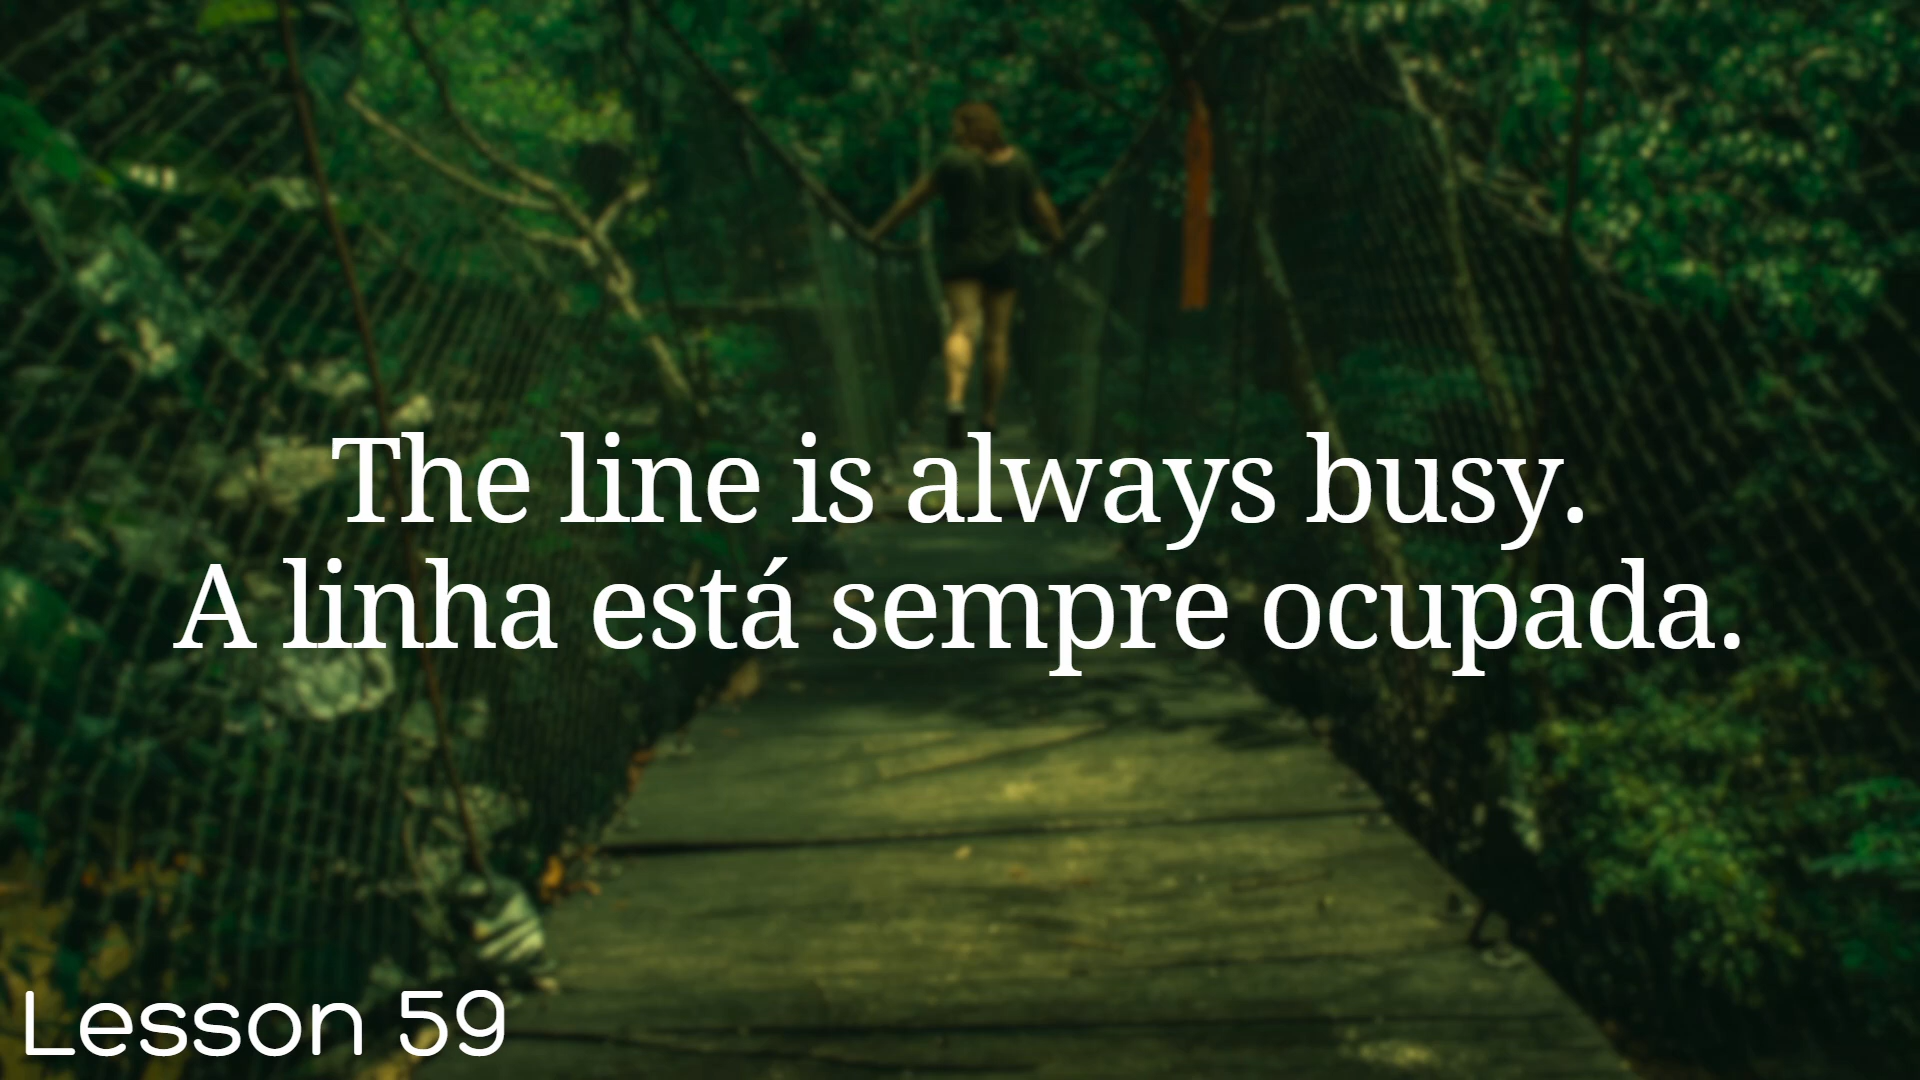 The line is always busy.
A linha está sempre ocupada.
Lesson 59